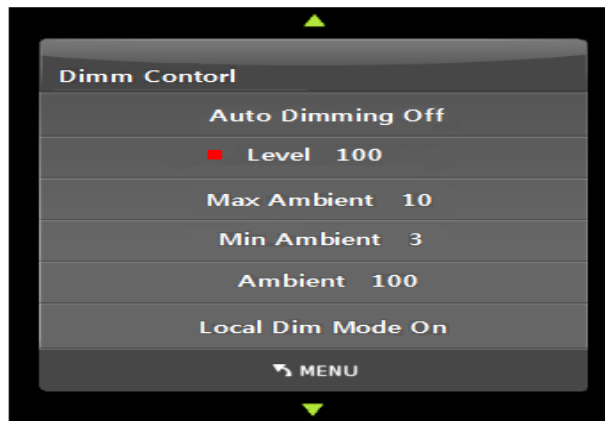 Dimm Contorl
Auto Dimming Off
Level 100
Max Ambient 10
Min Ambient 3
Ambient 100
Local Dim Mode On
MENU